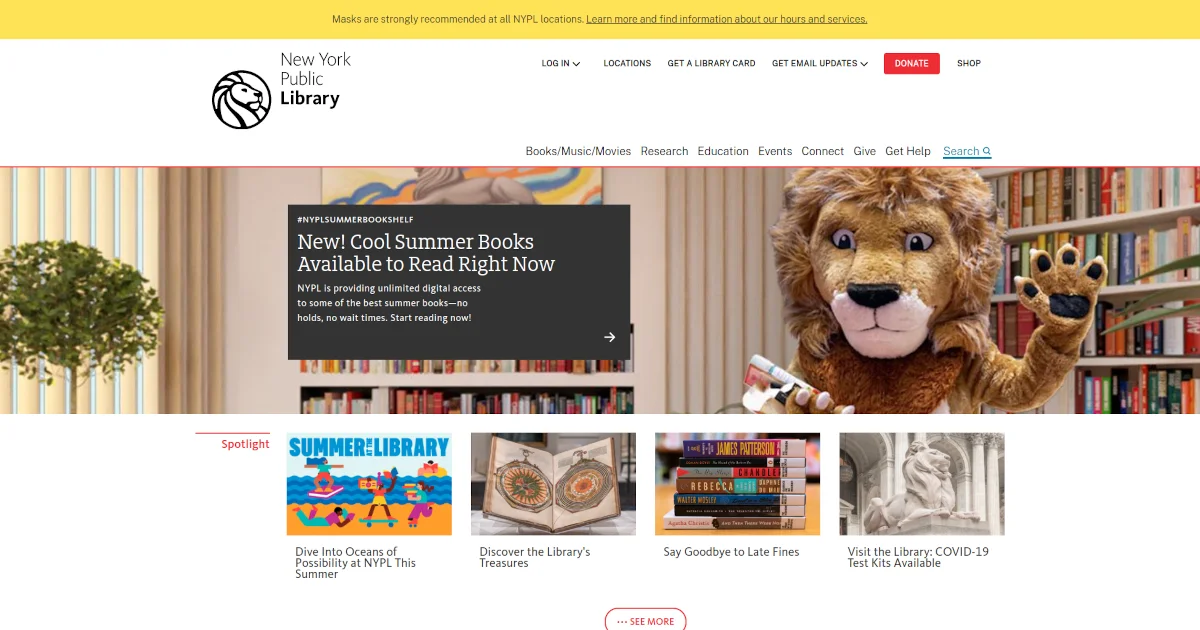 Masks are strongly recommended at all NYPL locations. Learn more and find information about our hours and services.
New York
Public
Library
LOG IN
LOCATIONS
GET A LIBRARY CARD
GET EMAIL UPDATES
DONATE
SHOP
Books/Music/Movies
Research
Education
Events
Connect
Give
Get Help
Search
#NYPLSUMMERBOOKSHELF
New! Cool Summer Books
Available to Read Right Now
NYPL is providing unlimited digital access
to some of the best summer books—no
holds, no wait times. Start reading now!
Spotlight
SUMMER AT THE LIBRARY
JAMES PATTERSON
CHANDLER
REBECCA
WALTER MOSLEY
Agatha Christie
Dive Into Oceans of
Possibility at NYPL This
Summer
Discover the Library's
Treasures
Say Goodbye to Late Fines
Visit the Library: COVID-19
Test Kits Available
SEE MORE